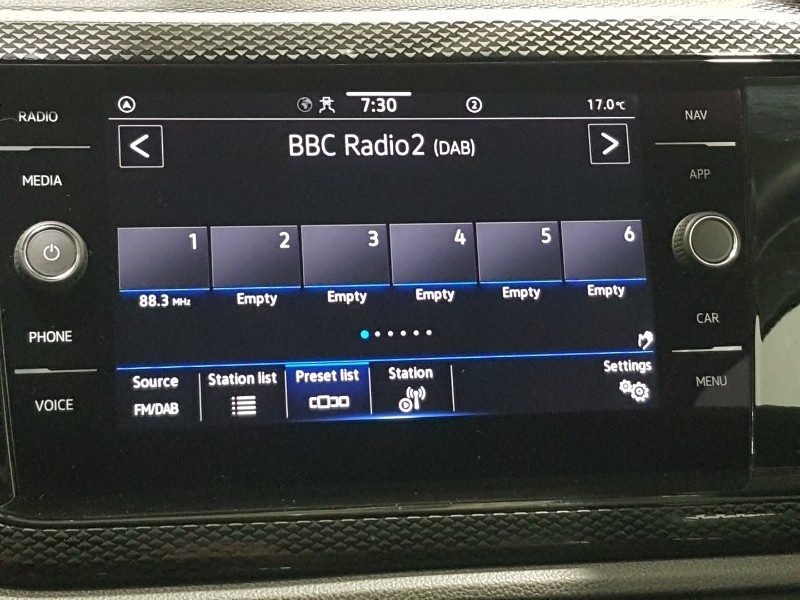 RADIO
MEDIA
PHONE
VOICE
7:30
2
17.0°C
<
BBC Radio2 (DAB)
>
1 2 3 4 5 6
88.3 MHz Empty Empty Empty Empty Empty
Source Station list Preset list Station Settings
FM/DAB
NAV
APP
CAR
MENU